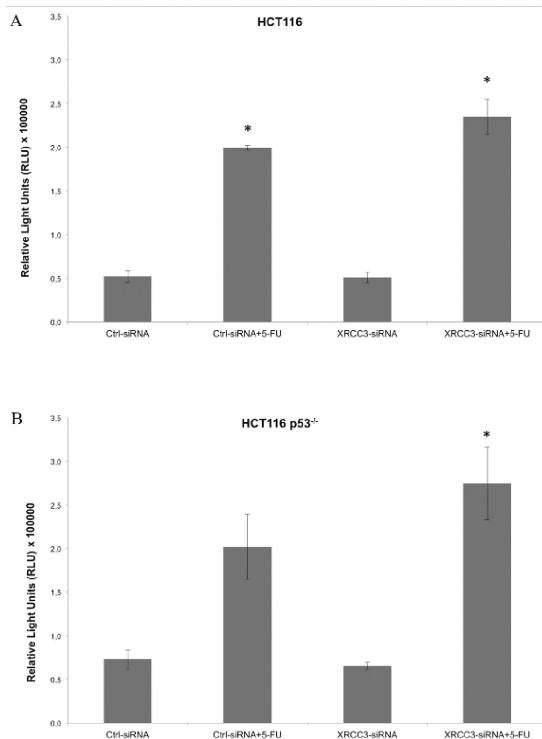 A
HCT116
Relative Light Units (RLU) x 100000
3,5
3,0
2,5
2,0
1,5
1,0
0,5
0,0
*
*
Ctrl-siRNA
Ctrl-siRNA+5-FU
XRCC3-siRNA
XRCC3-siRNA+5-FU
B
HCT116 p53-/-
Relative Light Units (RLU) x 100000
3,5
3,0
2,5
2,0
1,5
1,0
0,5
0,0
*
Ctrl-siRNA
Ctrl-siRNA+5-FU
XRCC3-siRNA
XRCC3-siRNA+5-FU